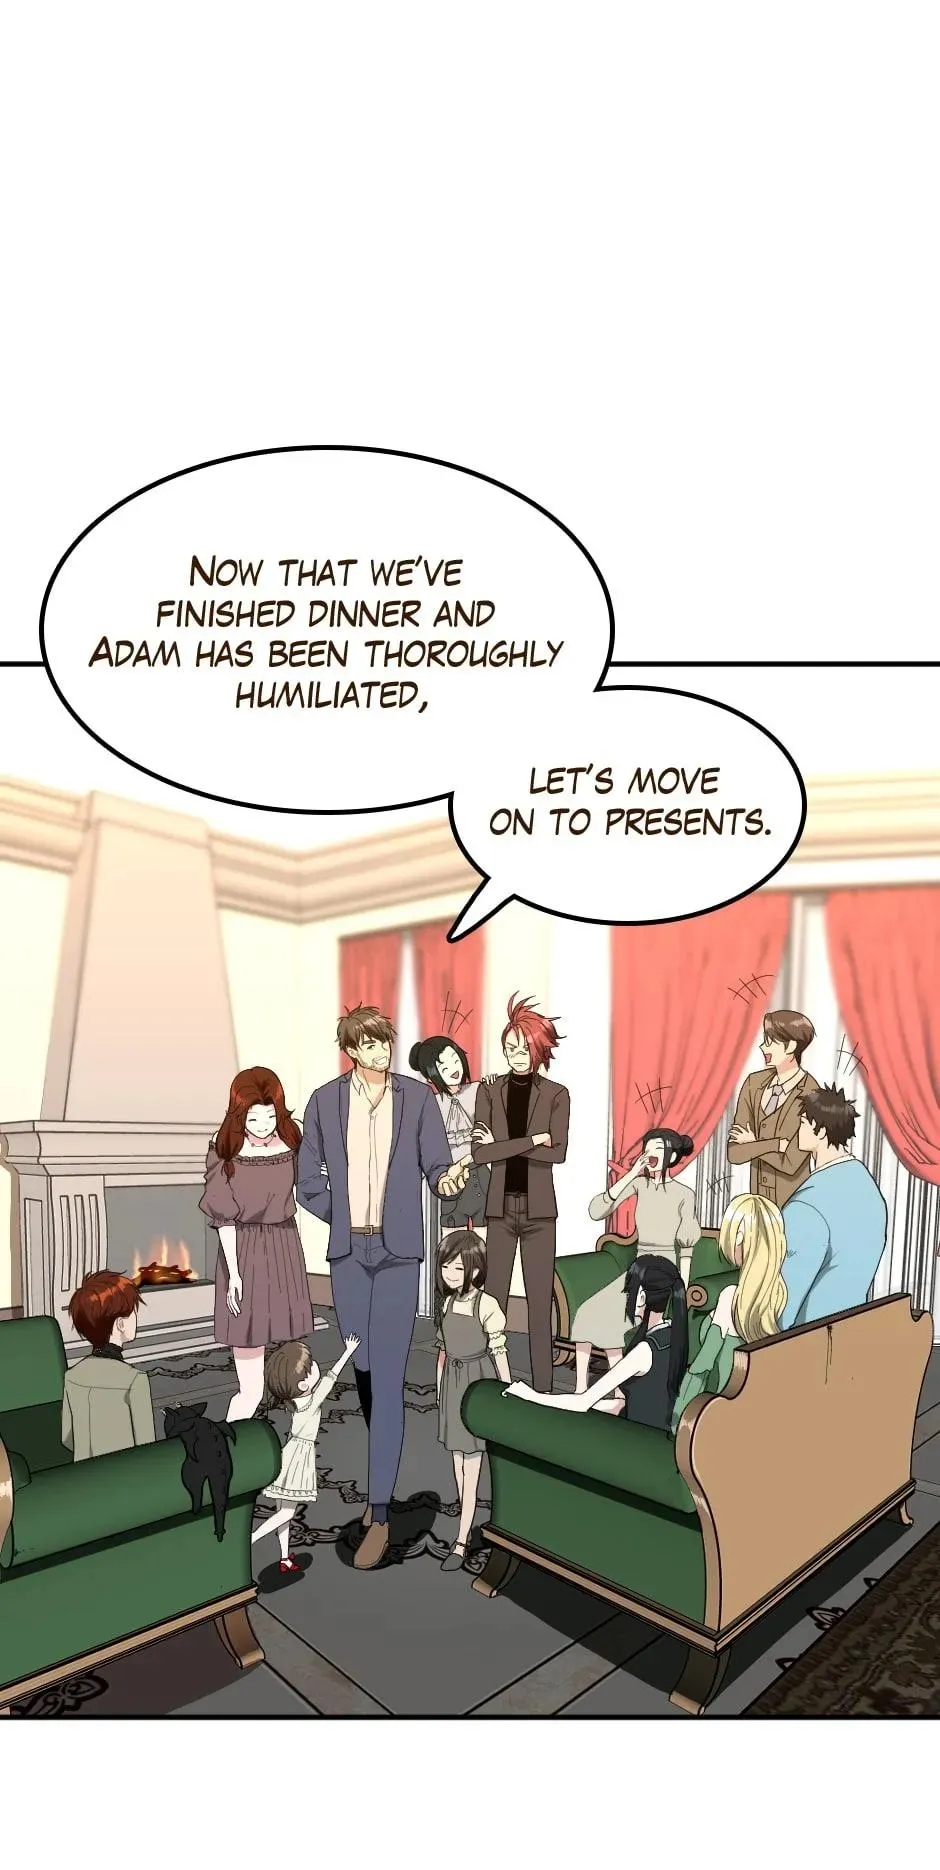 NOW THAT WE'VE
FINISHED DINNER AND
ADAM HAS BEEN THOROUGHLY
HUMILIATED,
LET'S MOVE
ON TO PRESENTS.